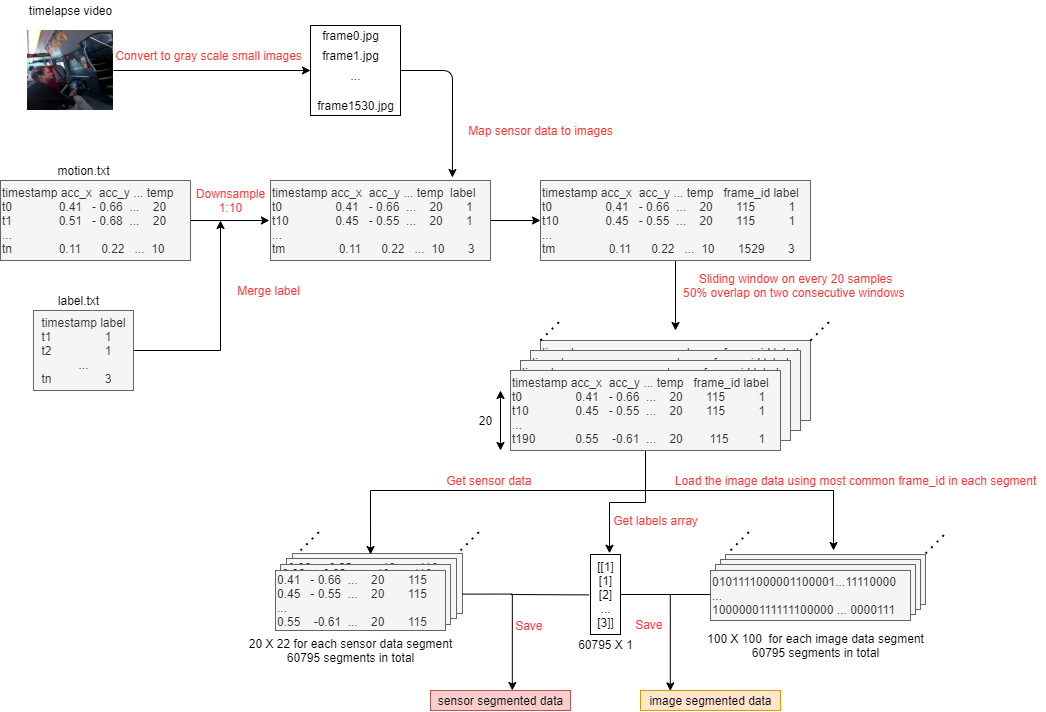 timelapse video
Convert to gray scale small images
frame0.jpg
frame1.jpg
...
frame1530.jpg
Map sensor data to images
motion.txt
timestamp acc_x acc_y ... temp
t0 0.41 - 0.66 ... 20
t1 0.51 - 0.68 ... 20
...
tn 0.11 0.22 ... 10
Downsample
1:10
timestamp acc_x acc_y ... temp label
t0 0.41 - 0.66 ... 20 1
t10 0.45 - 0.55 ... 20 1
...
tm 0.11 0.22 ... 10 3
timestamp acc_x acc_y ... temp frame_id label
t0 0.41 - 0.66 ... 20 115 1
t10 0.45 - 0.55 ... 20 115 1
...
tm 0.11 0.22 ... 10 1529 3
Merge label
label.txt
timestamp label
t1 1
t2 1
...
tn 3
Sliding window on every 20 samples
50% overlap on two consecutive windows
20
timestamp acc_x acc_y ... temp frame_id label
t0 0.41 - 0.66 ... 20 115 1
t10 0.45 - 0.55 ... 20 115 1
...
t190 0.55 -0.61 ... 20 115 1
Get sensor data
Load the image data using most common frame_id in each segment
Get labels array
0.41 - 0.66 ... 20 115
0.45 - 0.55 ... 20 115
...
0.55 -0.61 ... 20 115
20 X 22 for each sensor data segment
60795 segments in total
[[1]
[1]
[2]
...
[3]]
60795 X 1
0101111000001100001...11110000
...
1000000111111100000 ... 0000111
100 X 100 for each image data segment
60795 segments in total
Save
Save
sensor segmented data
image segmented data